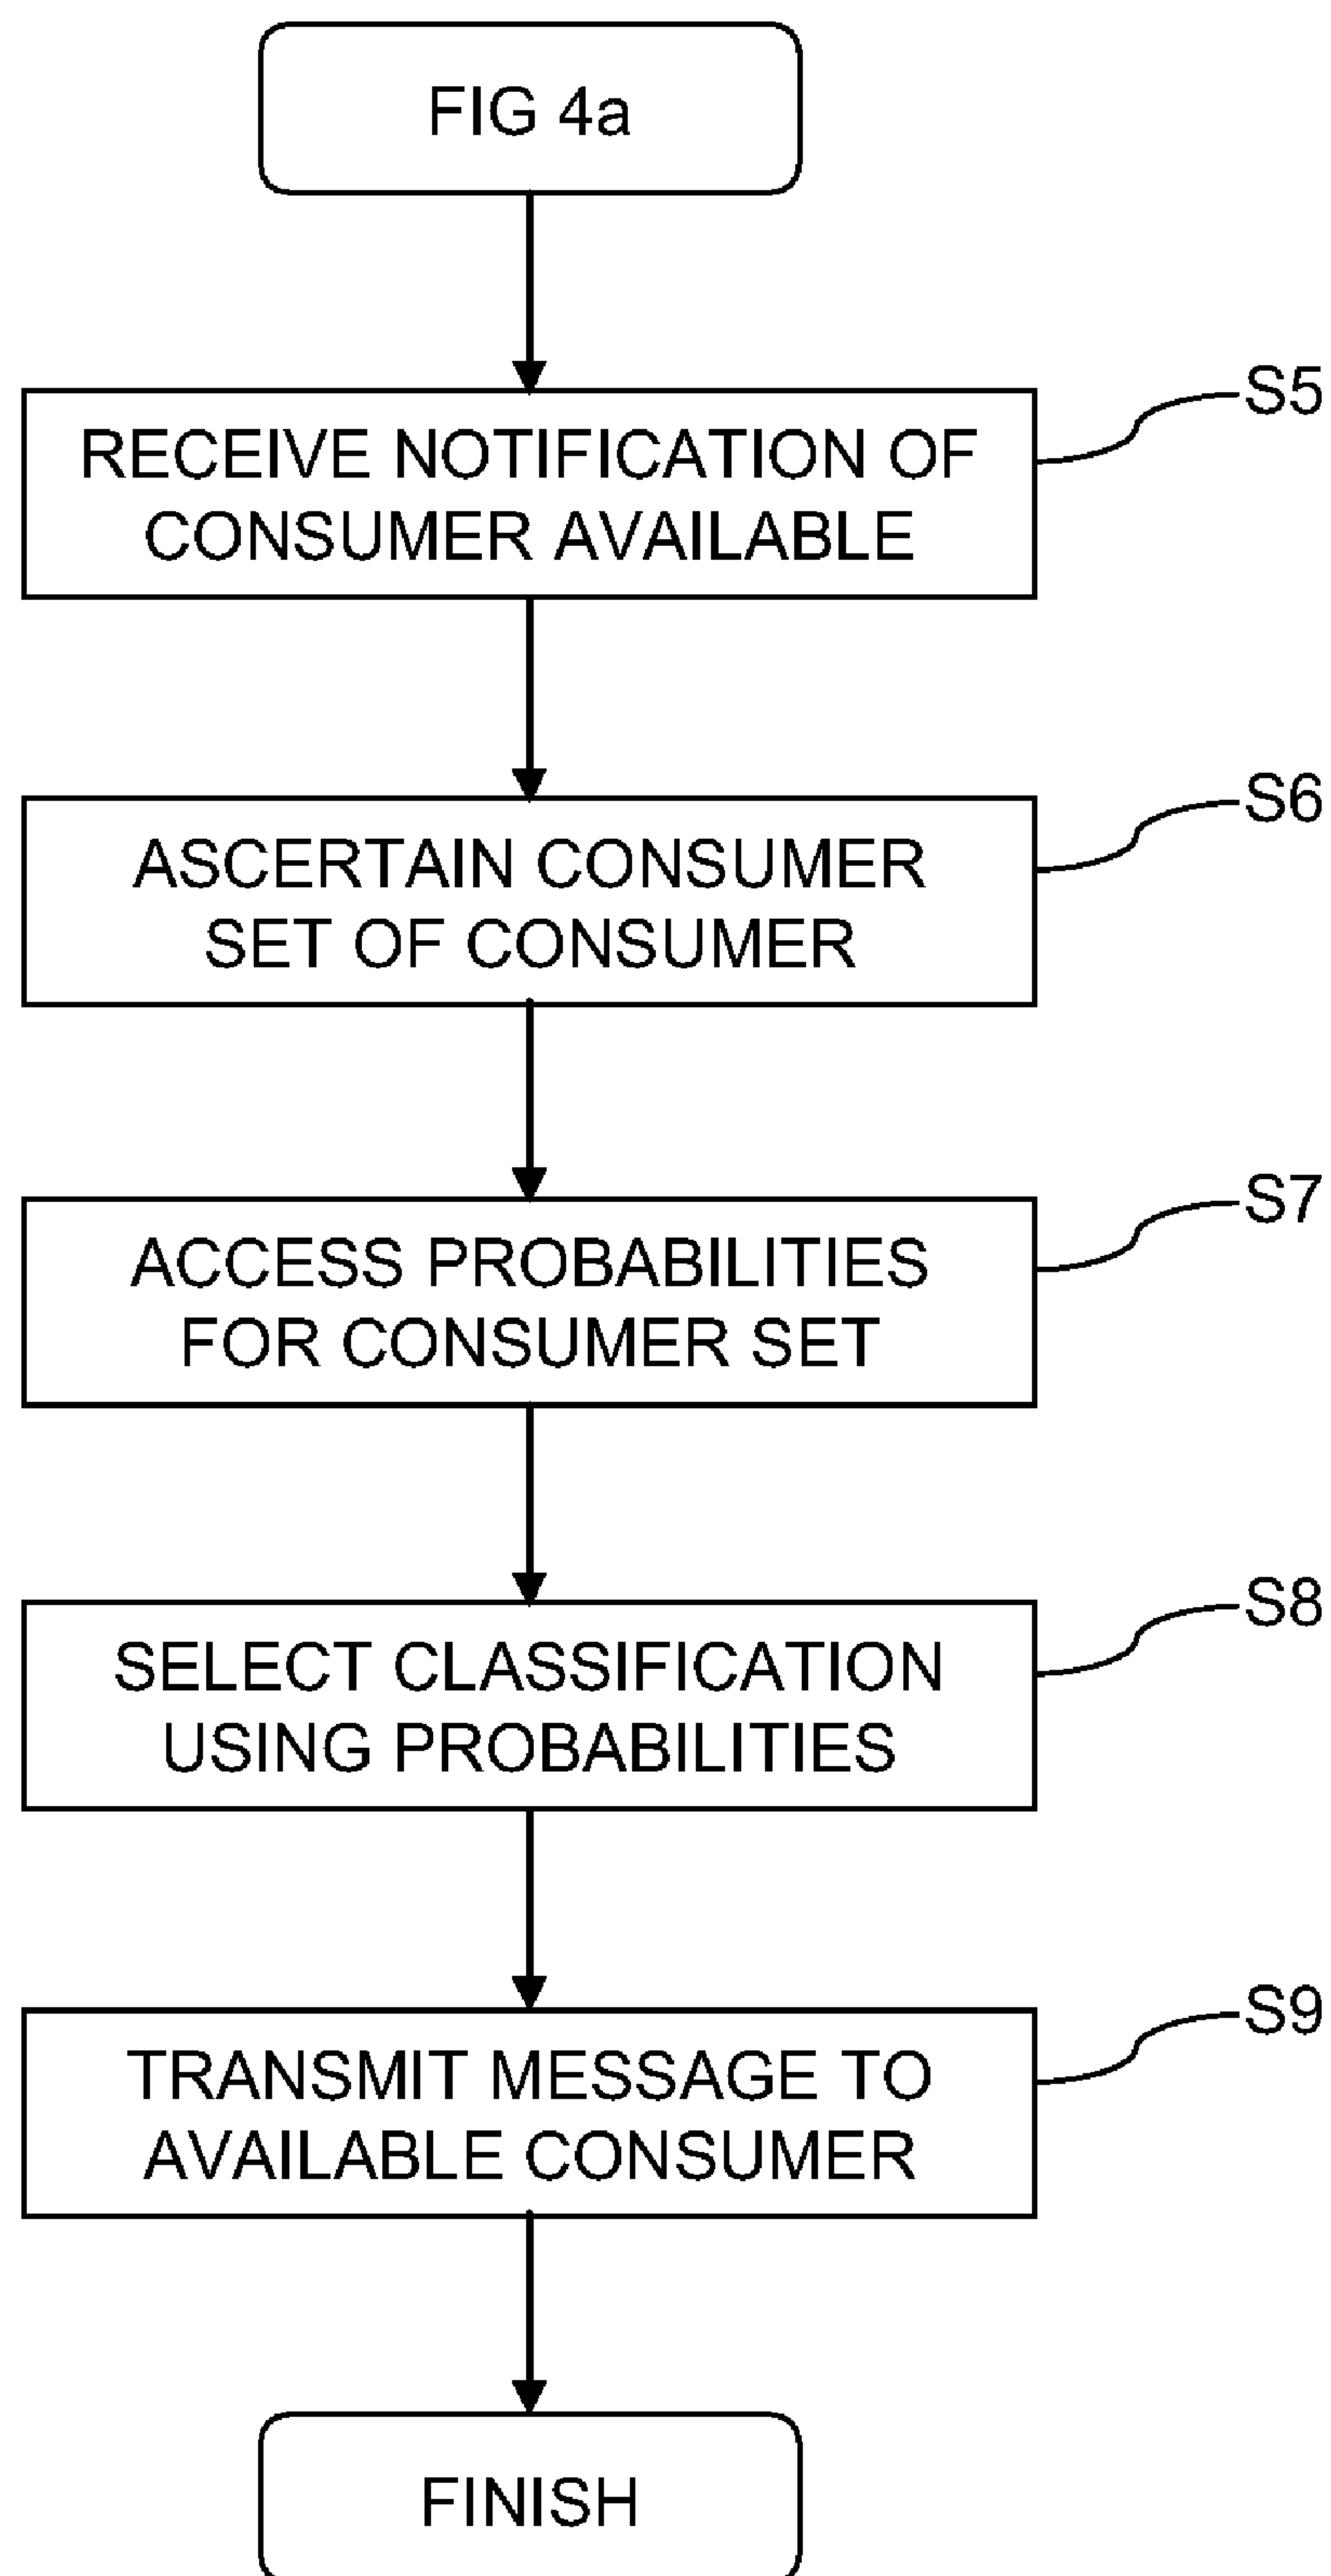 FIG 4a
RECEIVE NOTIFICATION OF
CONSUMER AVAILABLE
S5
ASCERTAIN CONSUMER
SET OF CONSUMER
S6
ACCESS PROBABILITIES
FOR CONSUMER SET
S7
SELECT CLASSIFICATION
USING PROBABILITIES
S8
TRANSMIT MESSAGE TO
AVAILABLE CONSUMER
S9
FINISH